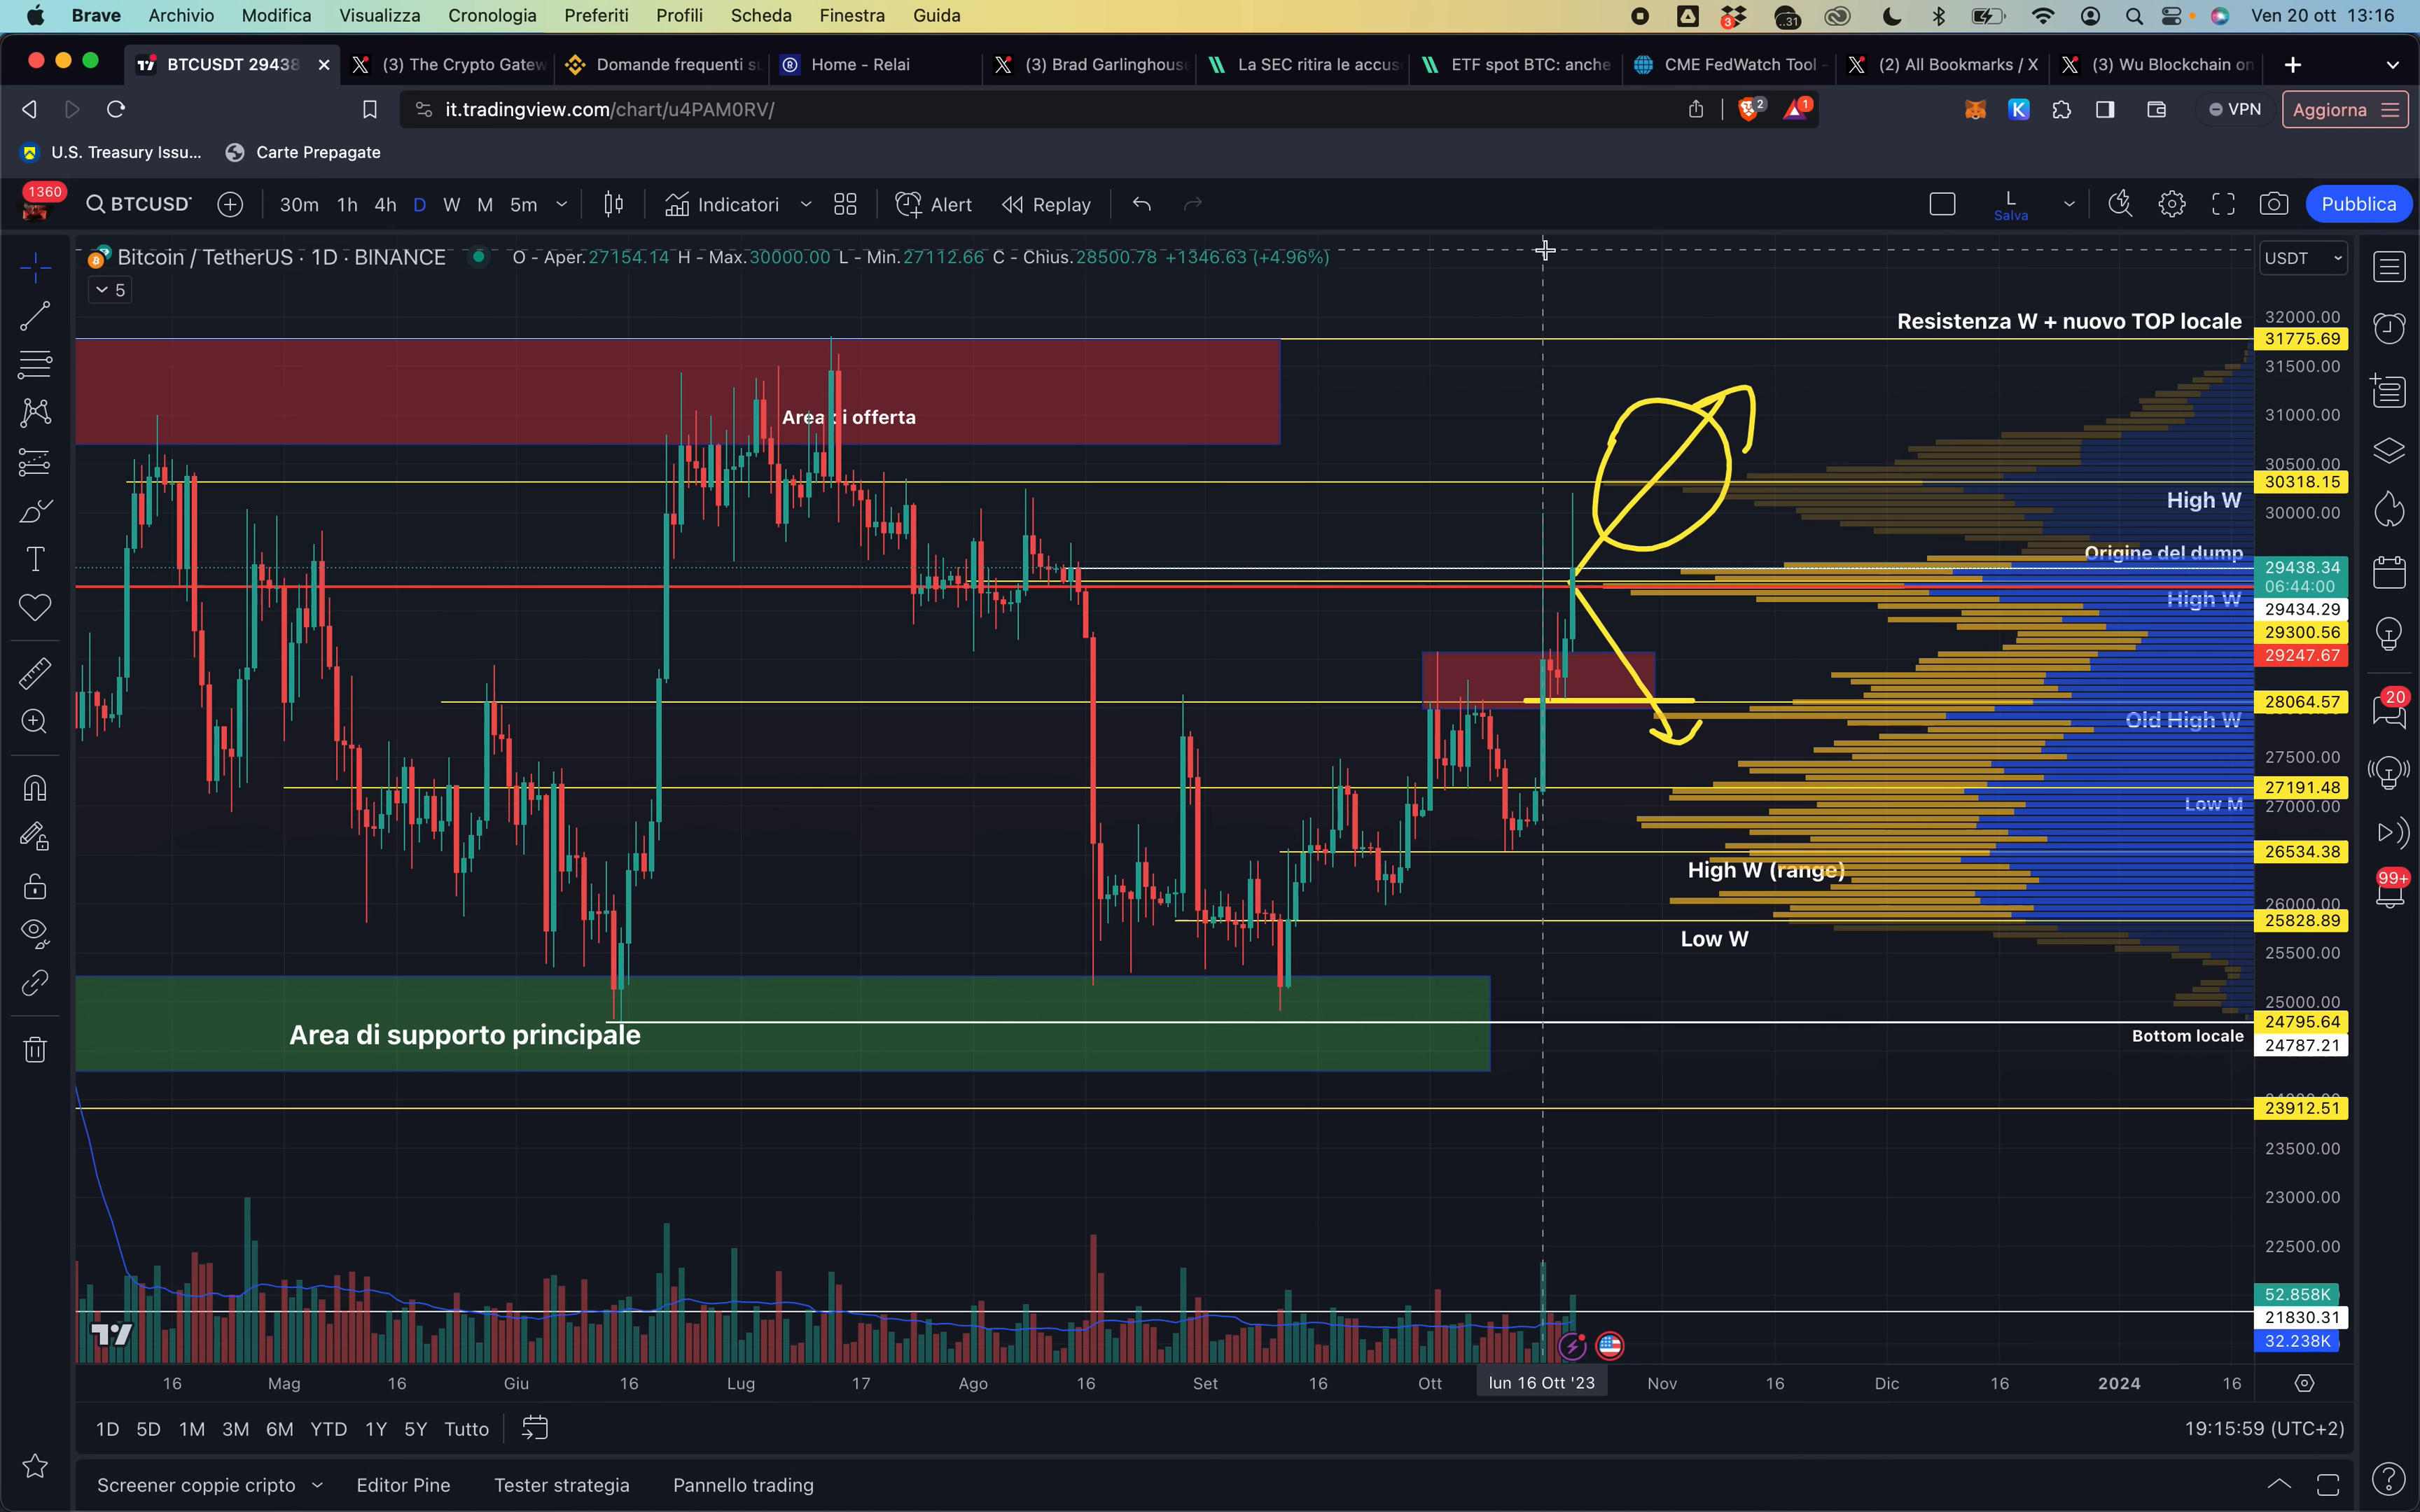 Brave Archivio Modifica Visualizza Cronologia Preferiti Profili Scheda Finestra Guida 3 ..31 Ven 20 ott 13:16
BTCUSDT 29438 (3) The Crypto Gatew Domande frequenti su Home - Relai (3) Brad Garlinghouse La SEC ritira le accus ETF spot BTC: anche CME FedWatch Tool - (2) All Bookmarks / X (3) Wu Blockchain on
it.tradingview.com/chart/u4PAM0RV/ 2 1 K VPN Aggiorna
U.S. Treasury Issu... Carte Prepagate
1360 BTCUSDT 30m 1h 4h D W M 5m Indicatori Alert Replay L Salva Pubblica
Bitcoin / TetherUS · 1D · BINANCE O - Aper.27154.14 H - Max.30000.00 L - Min.27112.66 C - Chius.28500.78 +1346.63 (+4.96%) USDT
5
32000.00
Resistenza W + nuovo TOP locale
31775.69
31500.00
Area di offerta 31000.00
30500.00
30318.15
High W
30000.00
Origine del dump
29438.34
06:44:00
High W
29434.29
29300.56
29247.67
28064.57
20
Old High W
27500.00
27191.48
Low M 27000.00
26534.38
High W (range)
99+
26000.00
25828.89
Low W
25500.00
25000.00
24795.64
Area di supporto principale Bottom locale
24787.21
23912.51
23500.00
23000.00
22500.00
52.858K
21830.31
32.238K
16 Mag 16 Giu 16 Lug 17 Ago 16 Set 16 Ott lun 16 Ott '23 Nov 16 Dic 16 2024 16
1D 5D 1M 3M 6M YTD 1Y 5Y Tutto 19:15:59 (UTC+2)
Screener coppie cripto Editor Pine Tester strategia Pannello trading